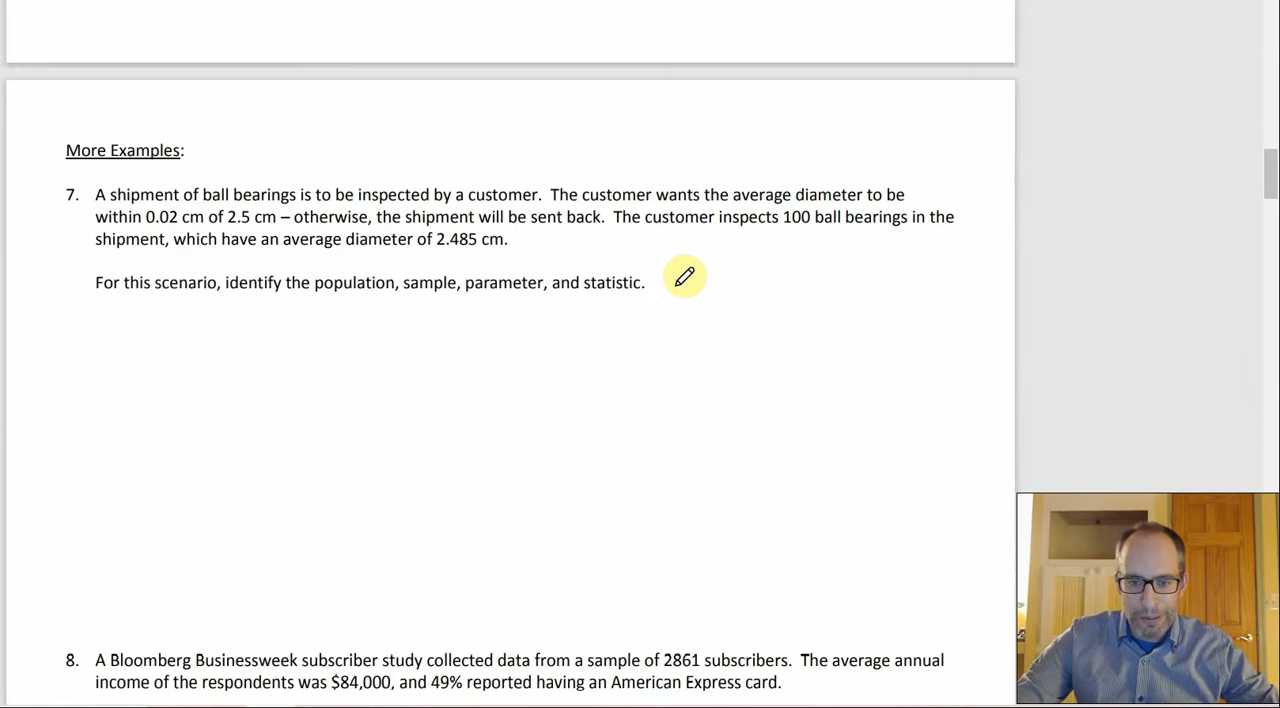 More Examples:
7. A shipment of ball bearings is to be inspected by a customer. The customer wants the average diameter to be
within 0.02 cm of 2.5 cm – otherwise, the shipment will be sent back. The customer inspects 100 ball bearings in the
shipment, which have an average diameter of 2.485 cm.
For this scenario, identify the population, sample, parameter, and statistic.
8. A Bloomberg Businessweek subscriber study collected data from a sample of 2861 subscribers. The average annual
income of the respondents was $84,000, and 49% reported having an American Express card.